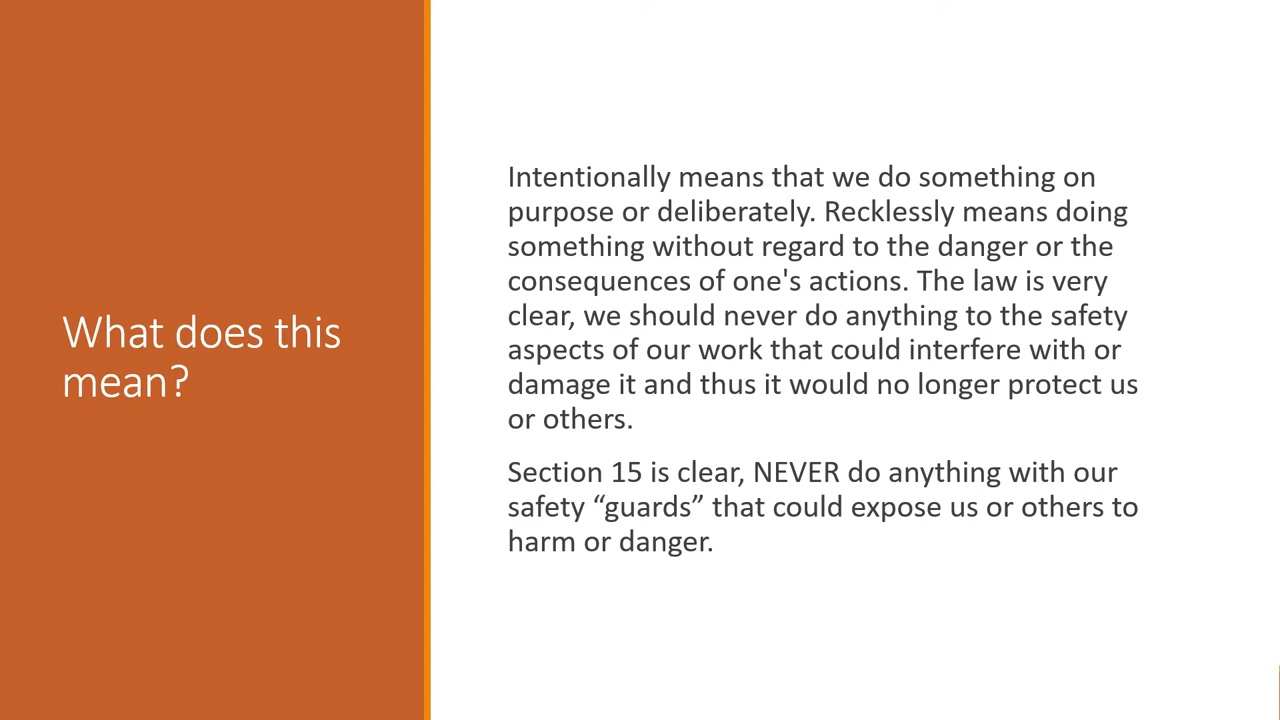 What does this
mean?
Intentionally means that we do something on
purpose or deliberately. Recklessly means doing
something without regard to the danger or the
consequences of one's actions. The law is very
clear, we should never do anything to the safety
aspects of our work that could interfere with or
damage it and thus it would no longer protect us
or others.
Section 15 is clear, NEVER do anything with our
safety “guards” that could expose us or others to
harm or danger.